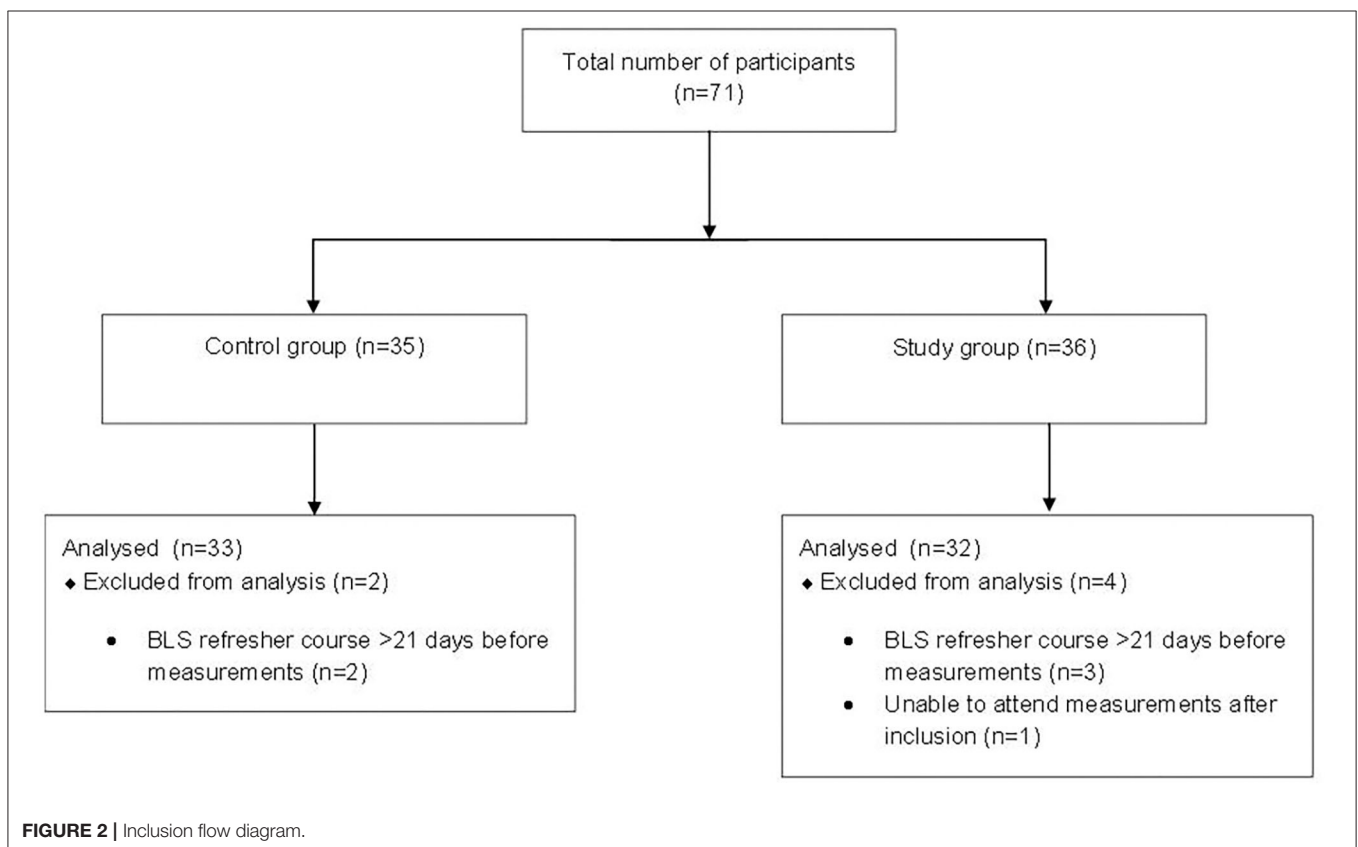 Total number of participants
(n=71)
Control group (n=35)
Study group (n=36)
Analysed (n=33)
◆ Excluded from analysis (n=2)
● BLS refresher course >21 days before
measurements (n=2)
Analysed (n=32)
◆ Excluded from analysis (n=4)
● BLS refresher course >21 days before
measurements (n=3)
● Unable to attend measurements after
inclusion (n=1)
FIGURE 2 | Inclusion flow diagram.